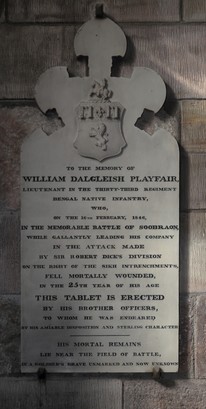 TO THE MEMORY OF
WILLIAM DALGLEISH PLAYFAIR,
LIEUTENANT IN THE THIRTY-THIRD REGIMENT
BENGAL NATIVE INFANTRY,
WHO,
ON THE 10TH FEBRUARY, 1846,
IN THE MEMORABLE BATTLE OF SOOBRAON,
WHILE GALLANTLY LEADING HIS COMPANY
IN THE ATTACK MADE
BY SIR ROBERT DICK'S DIVISION
ON THE RIGHT OF THE SIKH INTRENCHMENTS,
FELL MORTALLY WOUNDED,
IN THE 25TH YEAR OF HIS AGE
THIS TABLET IS ERECTED
BY HIS BROTHER OFFICERS,
TO WHOM HE WAS ENDEARED
BY HIS AMIABLE DISPOSITION AND STERLING CHARACTER
HIS MORTAL REMAINS
LIE NEAR THE FIELD OF BATTLE,
IN A SOLDIER'S GRAVE UNMARKED AND NOW UNKNOWN